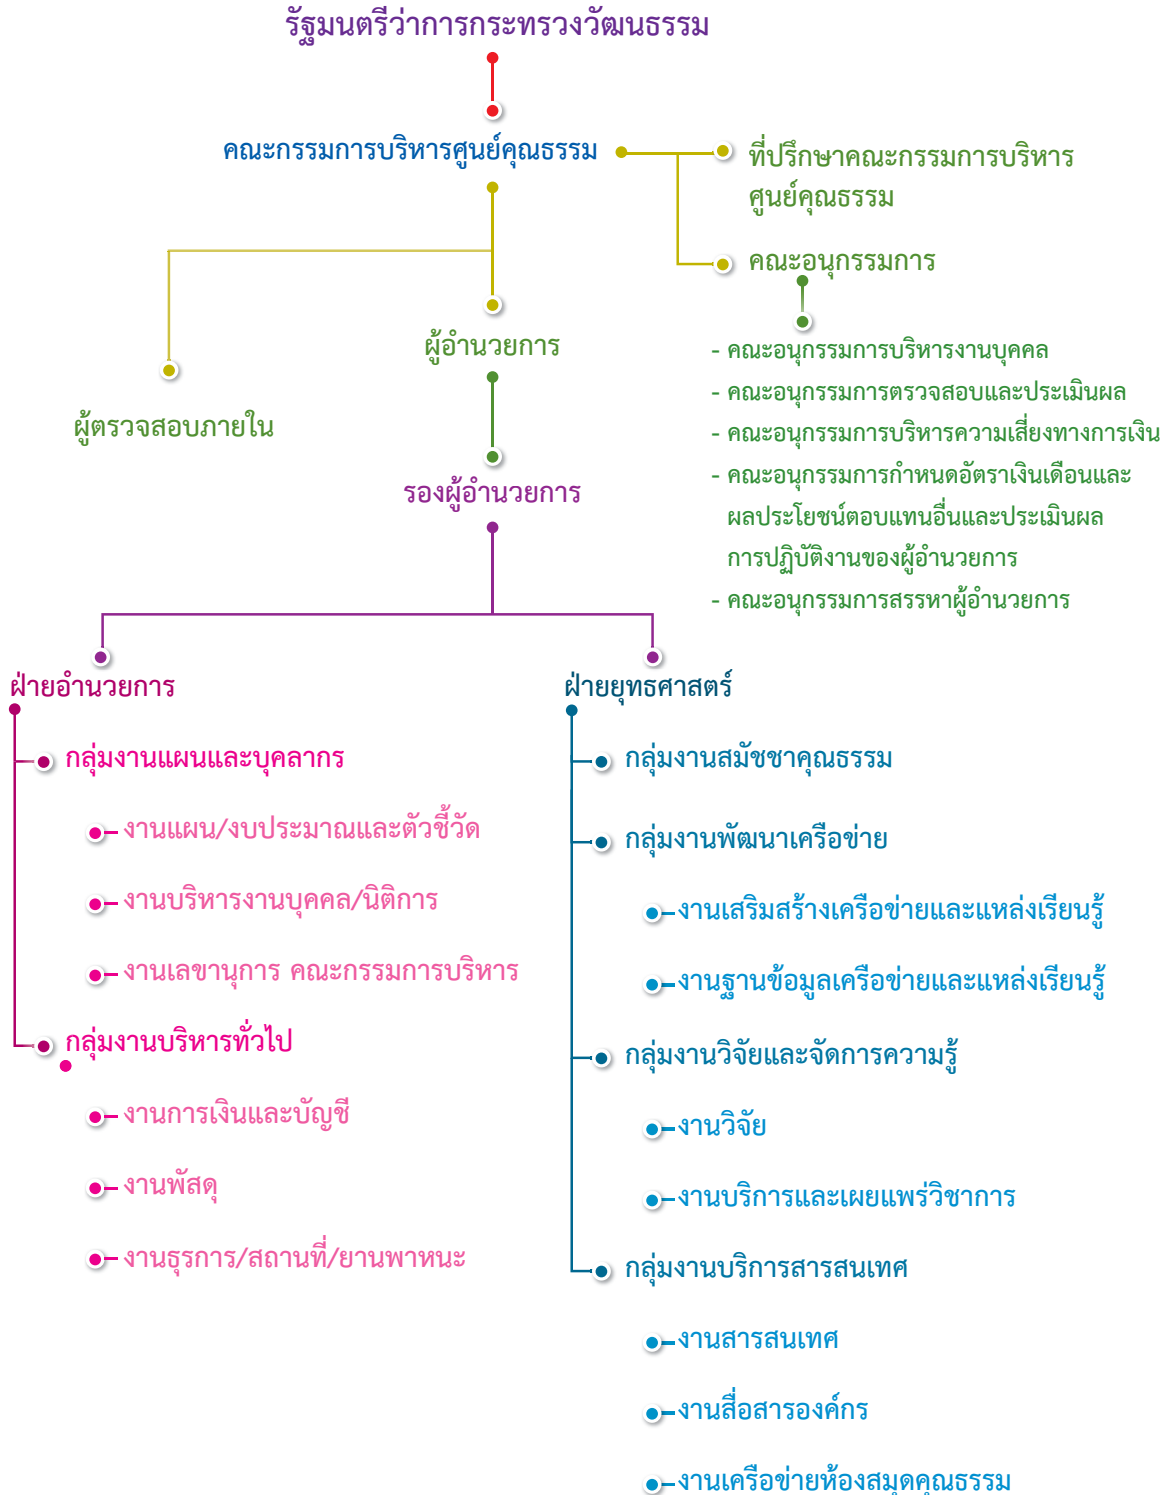 รัฐมนตรีว่าการกระทรวงวัฒนธรรม
คณะกรรมการบริหารศูนย์คุณธรรม
ที่ปรึกษาคณะกรรมการบริหาร
ศูนย์คุณธรรม
คณะอนุกรรมการ
- คณะอนุกรรมการบริหารงานบุคคล
- คณะอนุกรรมการตรวจสอบและประเมินผล
- คณะอนุกรรมการบริหารความเสี่ยงทางการเงิน
- คณะอนุกรรมการกำหนดอัตราเงินเดือนและ
ผลประโยชน์ตอบแทนอื่นและประเมินผล
การปฏิบัติงานของผู้อำนวยการ
- คณะอนุกรรมการสรรหาผู้อำนวยการ
ผู้อำนวยการ
ผู้ตรวจสอบภายใน
รองผู้อำนวยการ
ฝ่ายอำนวยการ
กลุ่มงานแผนและบุคลากร
งานแผน/งบประมาณและตัวชี้วัด
งานบริหารงานบุคคล/นิติการ
งานเลขานุการ คณะกรรมการบริหาร
กลุ่มงานบริหารทั่วไป
งานการเงินและบัญชี
งานพัสดุ
งานธุรการ/สถานที่/ยานพาหนะ
ฝ่ายยุทธศาสตร์
กลุ่มงานสมัชชาคุณธรรม
กลุ่มงานพัฒนาเครือข่าย
งานเสริมสร้างเครือข่ายและแหล่งเรียนรู้
งานฐานข้อมูลเครือข่ายและแหล่งเรียนรู้
กลุ่มงานวิจัยและจัดการความรู้
งานวิจัย
งานบริการและเผยแพร่วิชาการ
กลุ่มงานบริการสารสนเทศ
งานสารสนเทศ
งานสื่อสารองค์กร
งานเครือข่ายห้องสมุดคุณธรรม